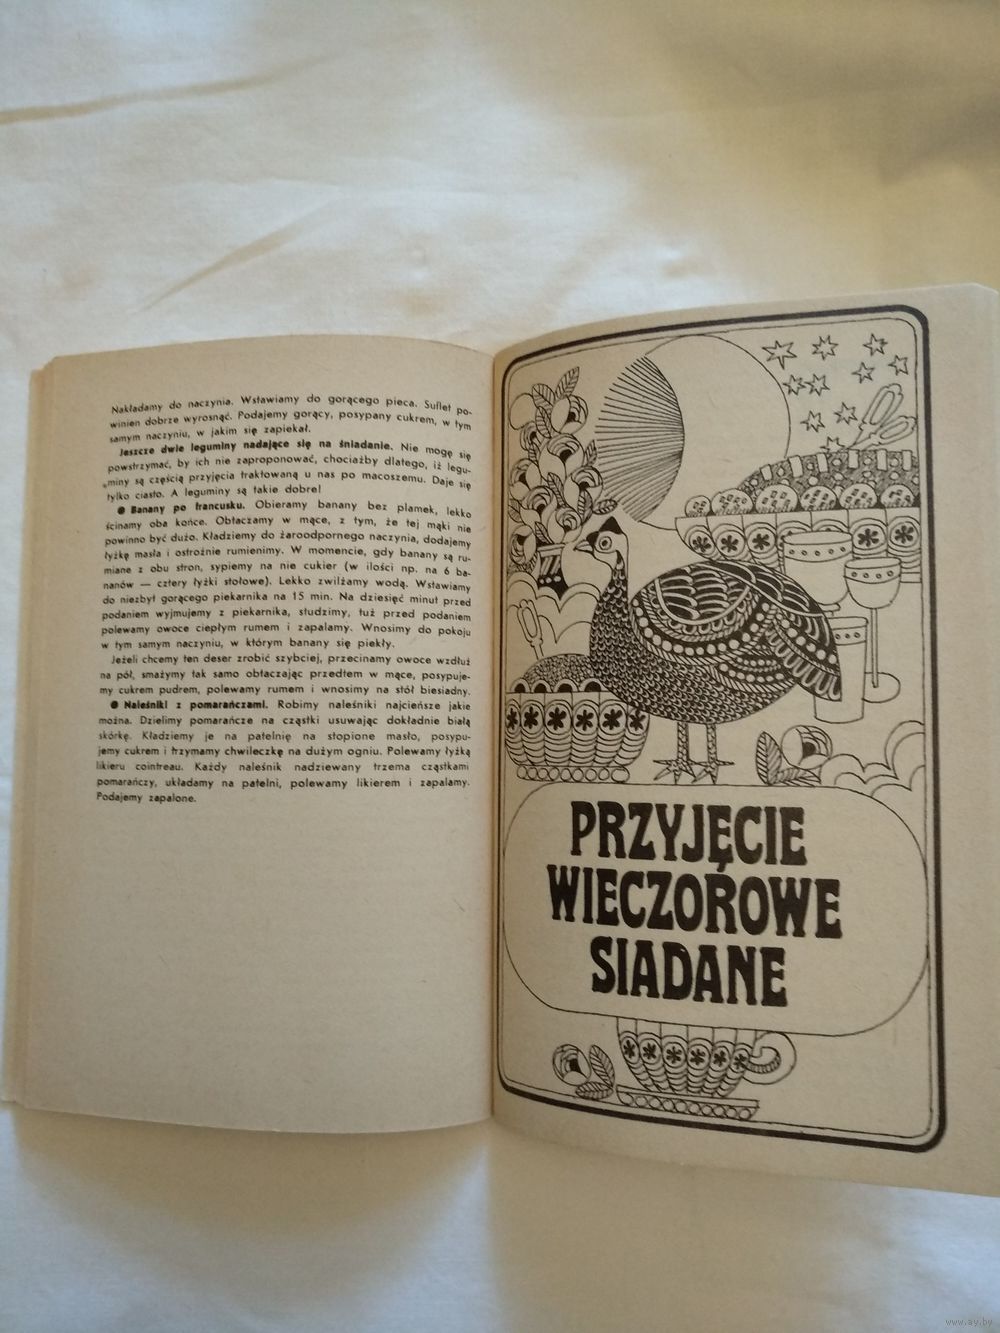 Nakładamy do naczynia. Wstawiamy do gorącego pieca. Suflet po-
winien dobrze wyrosnąć. Podajemy gorący, posypany cukrem, w tym
samym naczyniu, w jakim się zapiekał.
Jeszcze dwie leguminy nadające się na śniadanie. Nie mogę się
powstrzymać, by ich nie zaproponować, chociażby dlatego, iż legu-
miny są częścią przyjęcia traktowaną u nas po macoszemu. Daje się
tylko ciasto. A leguminy są takie dobre!
● Banany po francusku. Obieramy banany bez plamek, lekko
ścinamy oba końce. Obtaczamy w mące, z tym, że tej mąki nie
powinno być dużo. Kładziemy do żaroodpornego naczynia, dodajemy
łyżkę masła i ostrożnie rumienimy. W momencie, gdy banany są ru-
miane z obu stron, sypiemy na nie cukier (w ilości np. na 6 ba-
nanów — cztery łyżki stołowe). Lekko zwilżamy wodą. Wstawiamy
do niezbyt gorącego piekarnika na 15 min. Na dziesięć minut przed
podaniem wyjmujemy z piekarnika, studzimy, tuż przed podaniem
polewamy owoce ciepłym rumem i zapalamy. Wnosimy do pokoju
w tym samym naczyniu, w którym banany się piekły.
Jeżeli chcemy ten deser zrobić szybciej, przecinamy owoce wzdłuż
na pół, smażymy tak samo obtaczając przedtem w mące, posypuje-
my cukrem pudrem, polewamy rumem i wnosimy na stół biesiadny.
● Naleśniki z pomarańczami. Robimy naleśniki najcieńsze jakie
można. Dzielimy pomarańcze na cząstki usuwając dokładnie białą
skórkę. Kładziemy je na patelnię na stopione masło, posypu-
jemy cukrem i trzymamy chwileczkę na dużym ogniu. Polewamy łyżką
likieru cointreau. Każdy naleśnik nadziewany trzema cząstkami
pomarańczy, układamy na patelni, polewamy likierem i zapalamy.
Podajemy zapalone.
PRZYJĘCIE
WIECZOROWE
SIADANE
www.ay.by